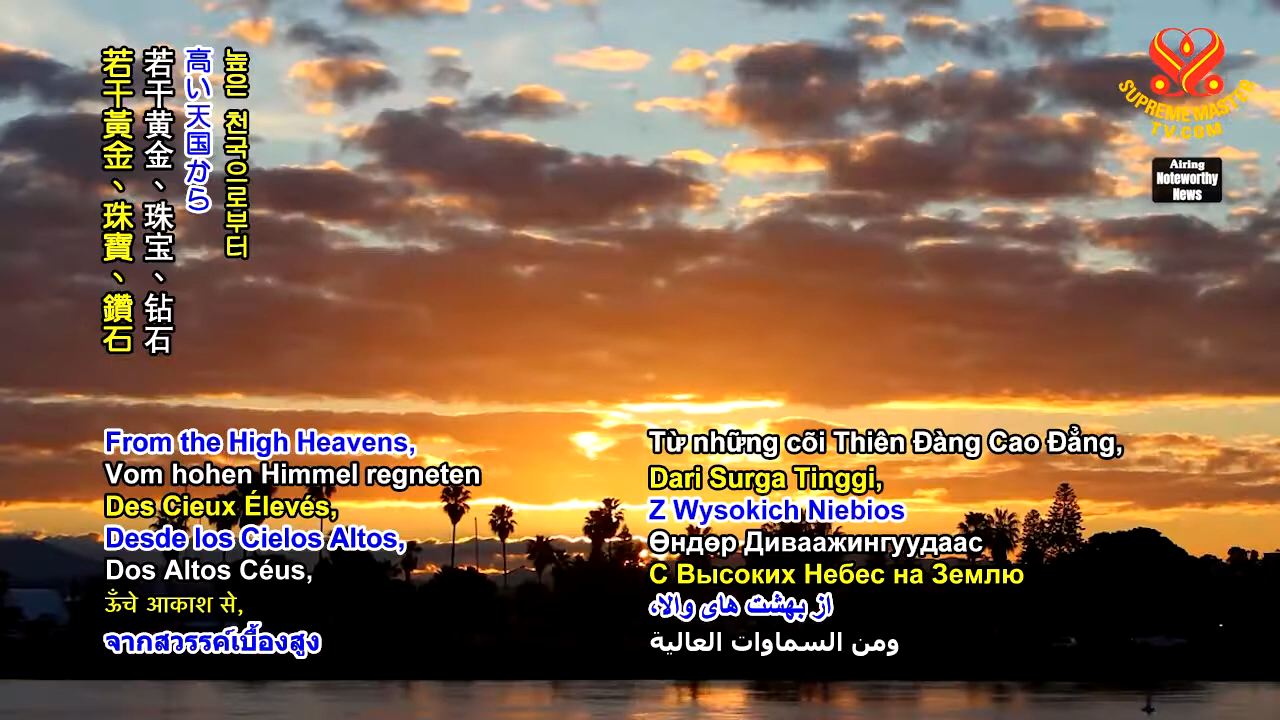 若干黃金、珠寶、鑽石
若干黄金、珠宝、钻石
高い天国から
높은 천국으로부터
SUPREME MASTER
TV.COM
Airing
Noteworthy
News
From the High Heavens,
Vom hohen Himmel regneten
Des Cieux Élevés,
Desde los Cielos Altos,
Dos Altos Céus,
ऊँचे आकाश से,
จากสวรรค์เบื้องสูง
Từ những cõi Thiên Đàng Cao Đẳng,
Dari Surga Tinggi,
Z Wysokich Niebios
Өндөр Диваажингуудаас
С Высоких Небес на Землю
از بهشت های والا،
ومن السماوات العالية